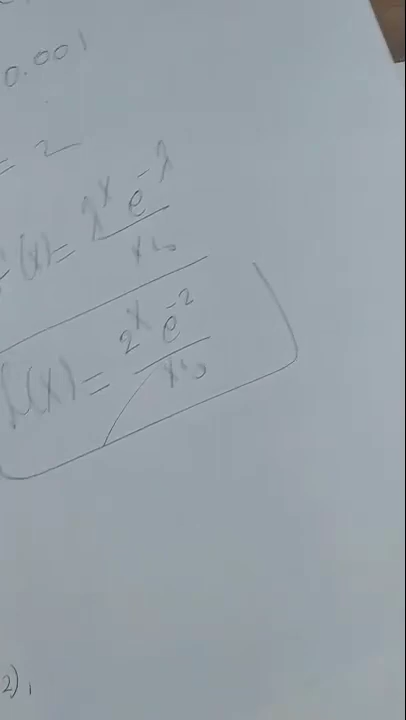 0.001
= 2
f(x) = λ^x e^-λ / x!
f(x) = 2^x e^-2 / x!
2),